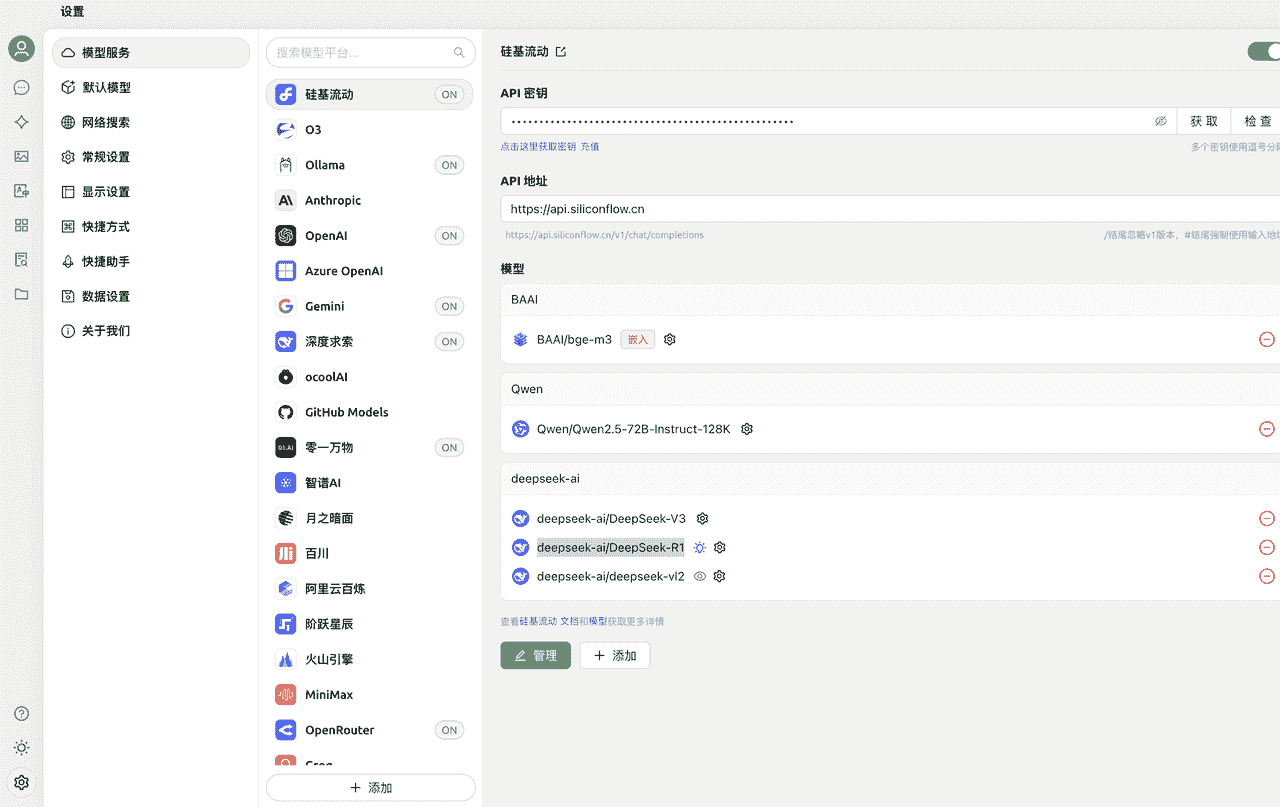 设置
模型服务
默认模型
网络搜索
常规设置
显示设置
快捷方式
快捷助手
数据设置
关于我们
搜索模型平台...
硅基流动 ON
O3
Ollama ON
Anthropic
OpenAI ON
Azure OpenAI
Gemini ON
深度求索 ON
ocoolAI
GitHub Models
01.AI 零一万物 ON
智谱AI
月之暗面
百川
阿里云百炼
阶跃星辰
火山引擎
MiniMax
OpenRouter ON
添加
硅基流动
API 密钥
获取 检查
点击这里获取密钥 充值 多个密钥使用逗号分隔
API 地址
https://api.siliconflow.cn
https://api.siliconflow.cn/v1/chat/completions /结尾忽略v1版本，#结尾强制使用输入地
模型
BAAI
BAAI/bge-m3 嵌入
Qwen
Qwen/Qwen2.5-72B-Instruct-128K
deepseek-ai
deepseek-ai/DeepSeek-V3
deepseek-ai/DeepSeek-R1
deepseek-ai/deepseek-vl2
查看硅基流动 文档和模型获取更多详情
管理 添加